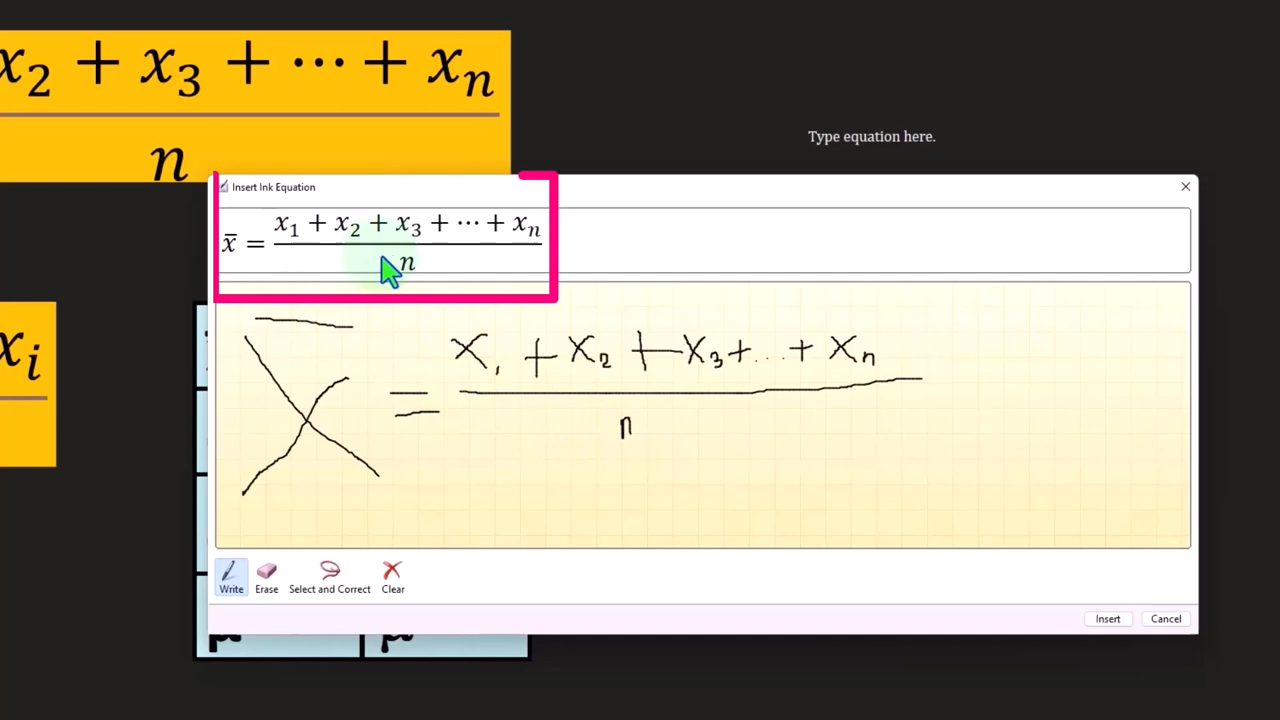 x₂ + x₃ + ⋯ + xₙ
n
Type equation here.
Insert Ink Equation
x₁ + x₂ + x₃ + ⋯ + xₙ
x̄ =
n
xᵢ
X₁ + X₂ + X₃ + ... + Xₙ
X̄ =
n
Write Erase Select and Correct Clear
Insert Cancel
μ μ